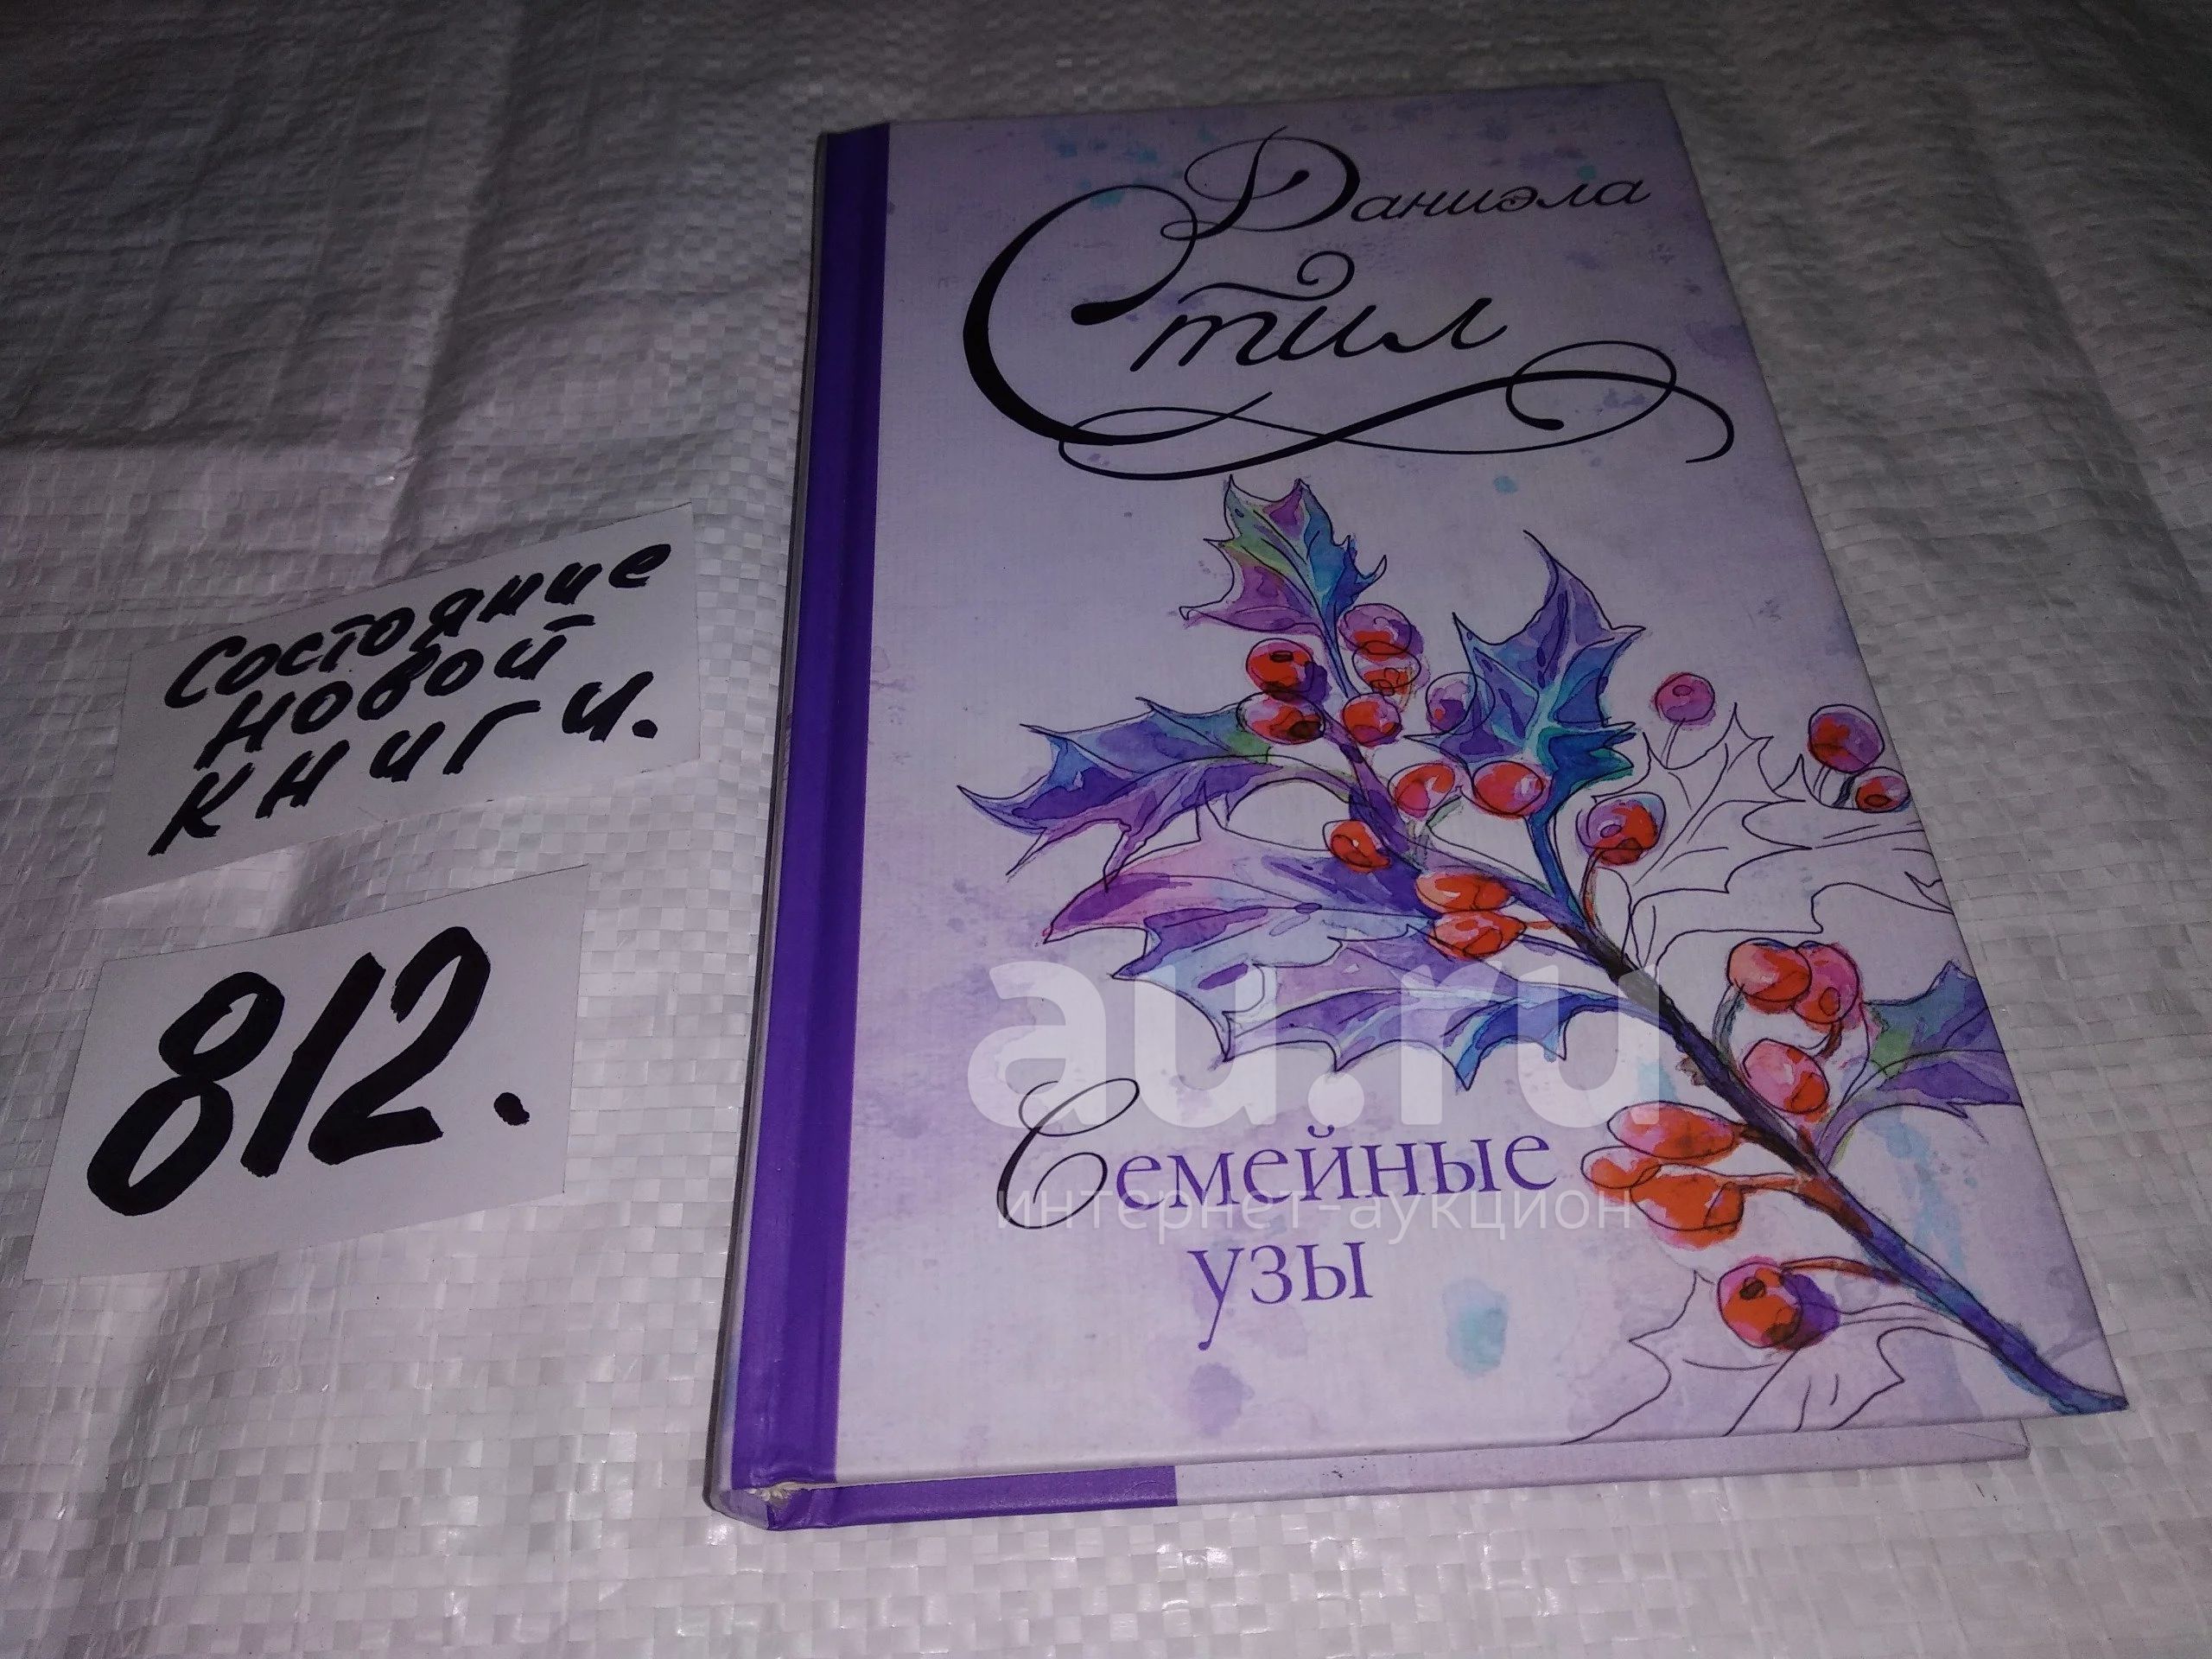 Даниэла
Стил
Состояние
новой
книги.
812.
au.ru
Семейные
интернет-аукцион
узы